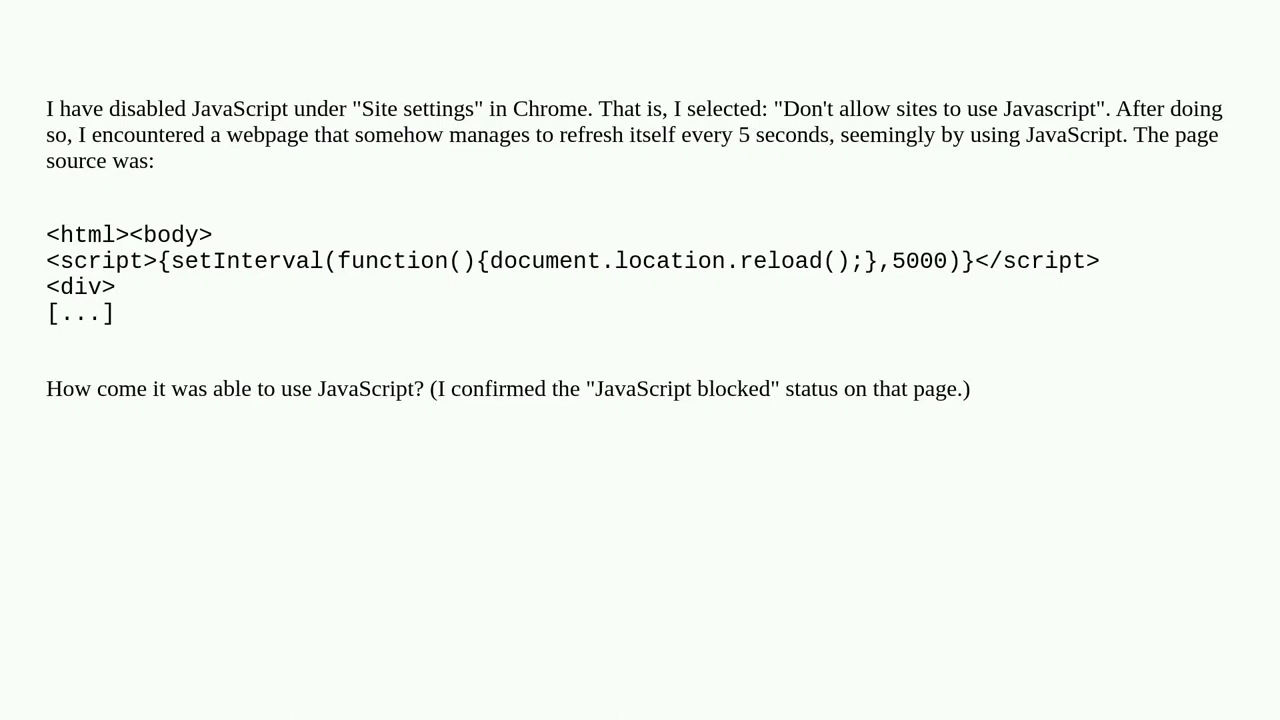 I have disabled JavaScript under "Site settings" in Chrome. That is, I selected: "Don't allow sites to use Javascript". After doing
so, I encountered a webpage that somehow manages to refresh itself every 5 seconds, seemingly by using JavaScript. The page
source was:
<html><body>
<script>{setInterval(function(){document.location.reload();},5000)}</script>
<div>
[...]
How come it was able to use JavaScript? (I confirmed the "JavaScript blocked" status on that page.)